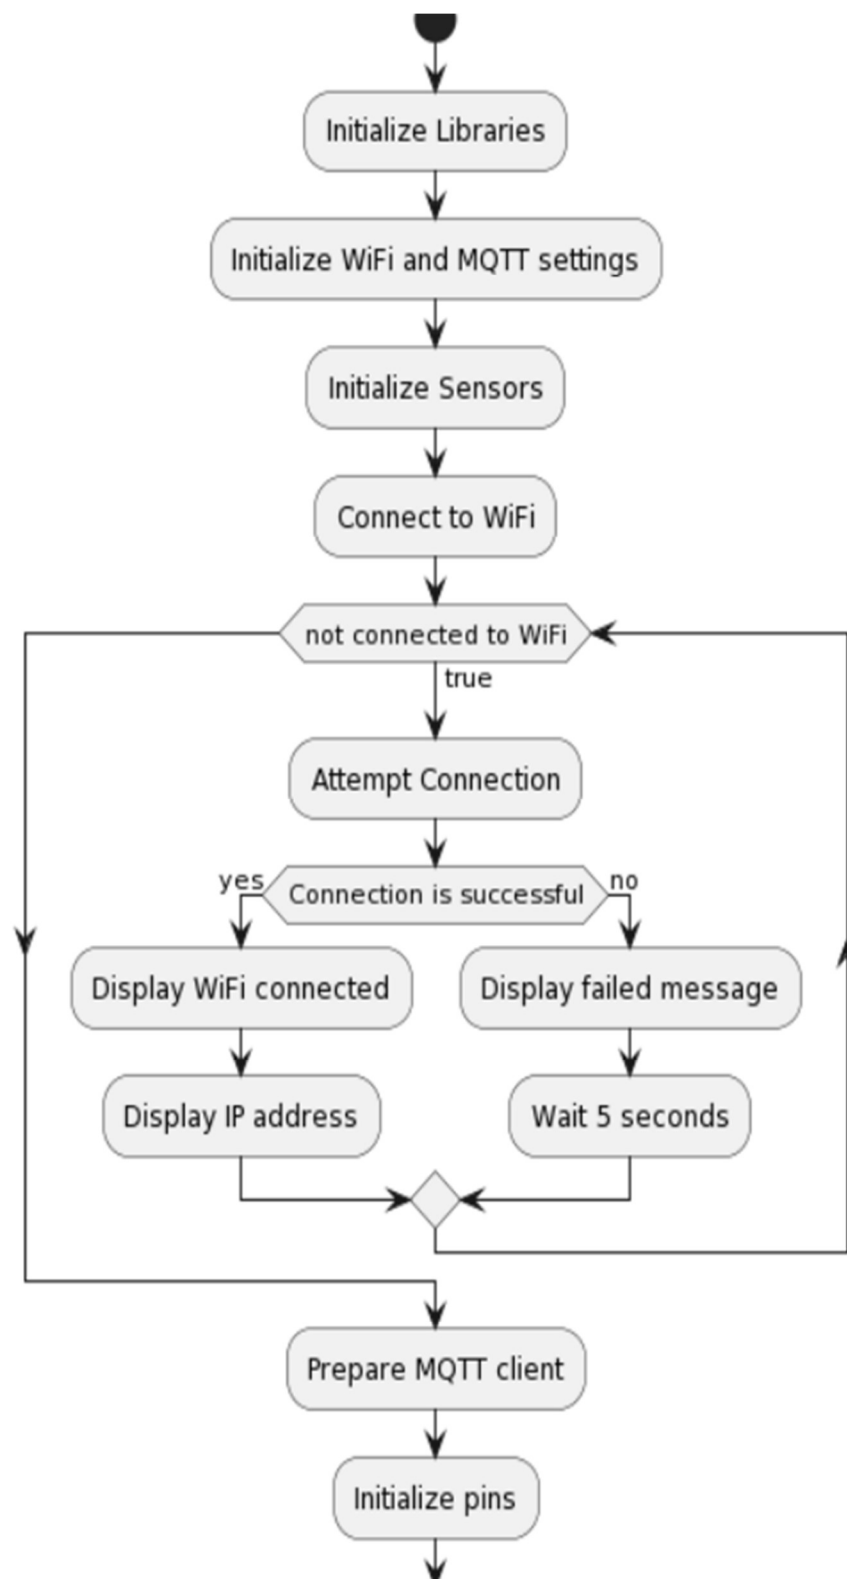 Initialize Libraries
Initialize WiFi and MQTT settings
Initialize Sensors
Connect to WiFi
not connected to WiFi
true
Attempt Connection
yes
Connection is successful
no
Display WiFi connected
Display failed message
Display IP address
Wait 5 seconds
Prepare MQTT client
Initialize pins